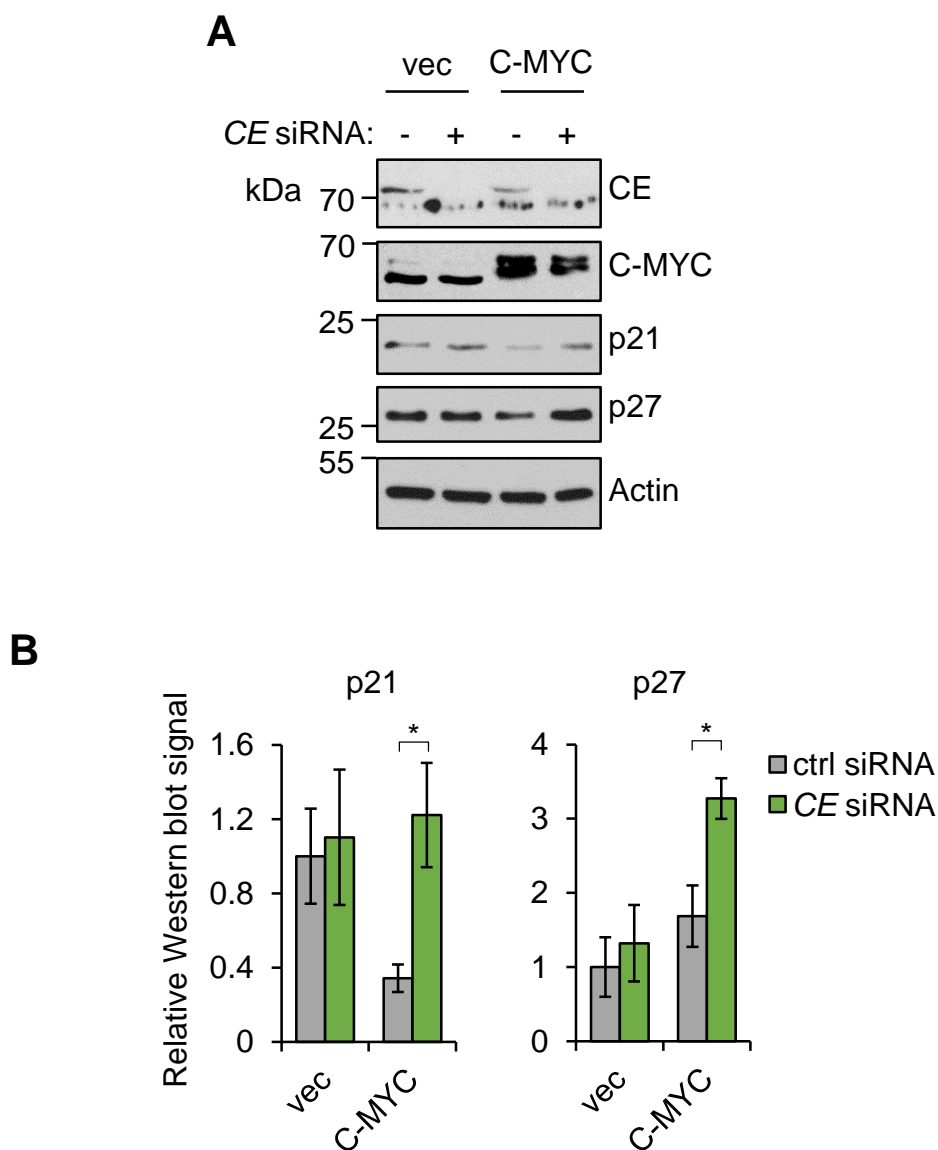 A
vec C-MYC
CE siRNA: - + - +
kDa 70 CE
70 C-MYC
25 p21
p27
25
55
Actin
B
p21 p27
Relative Western blot signal
1.6
1.2
0.8
0.4
0
*
vec
C-MYC
4
3
2
1
0
*
vec
C-MYC
ctrl siRNA
CE siRNA